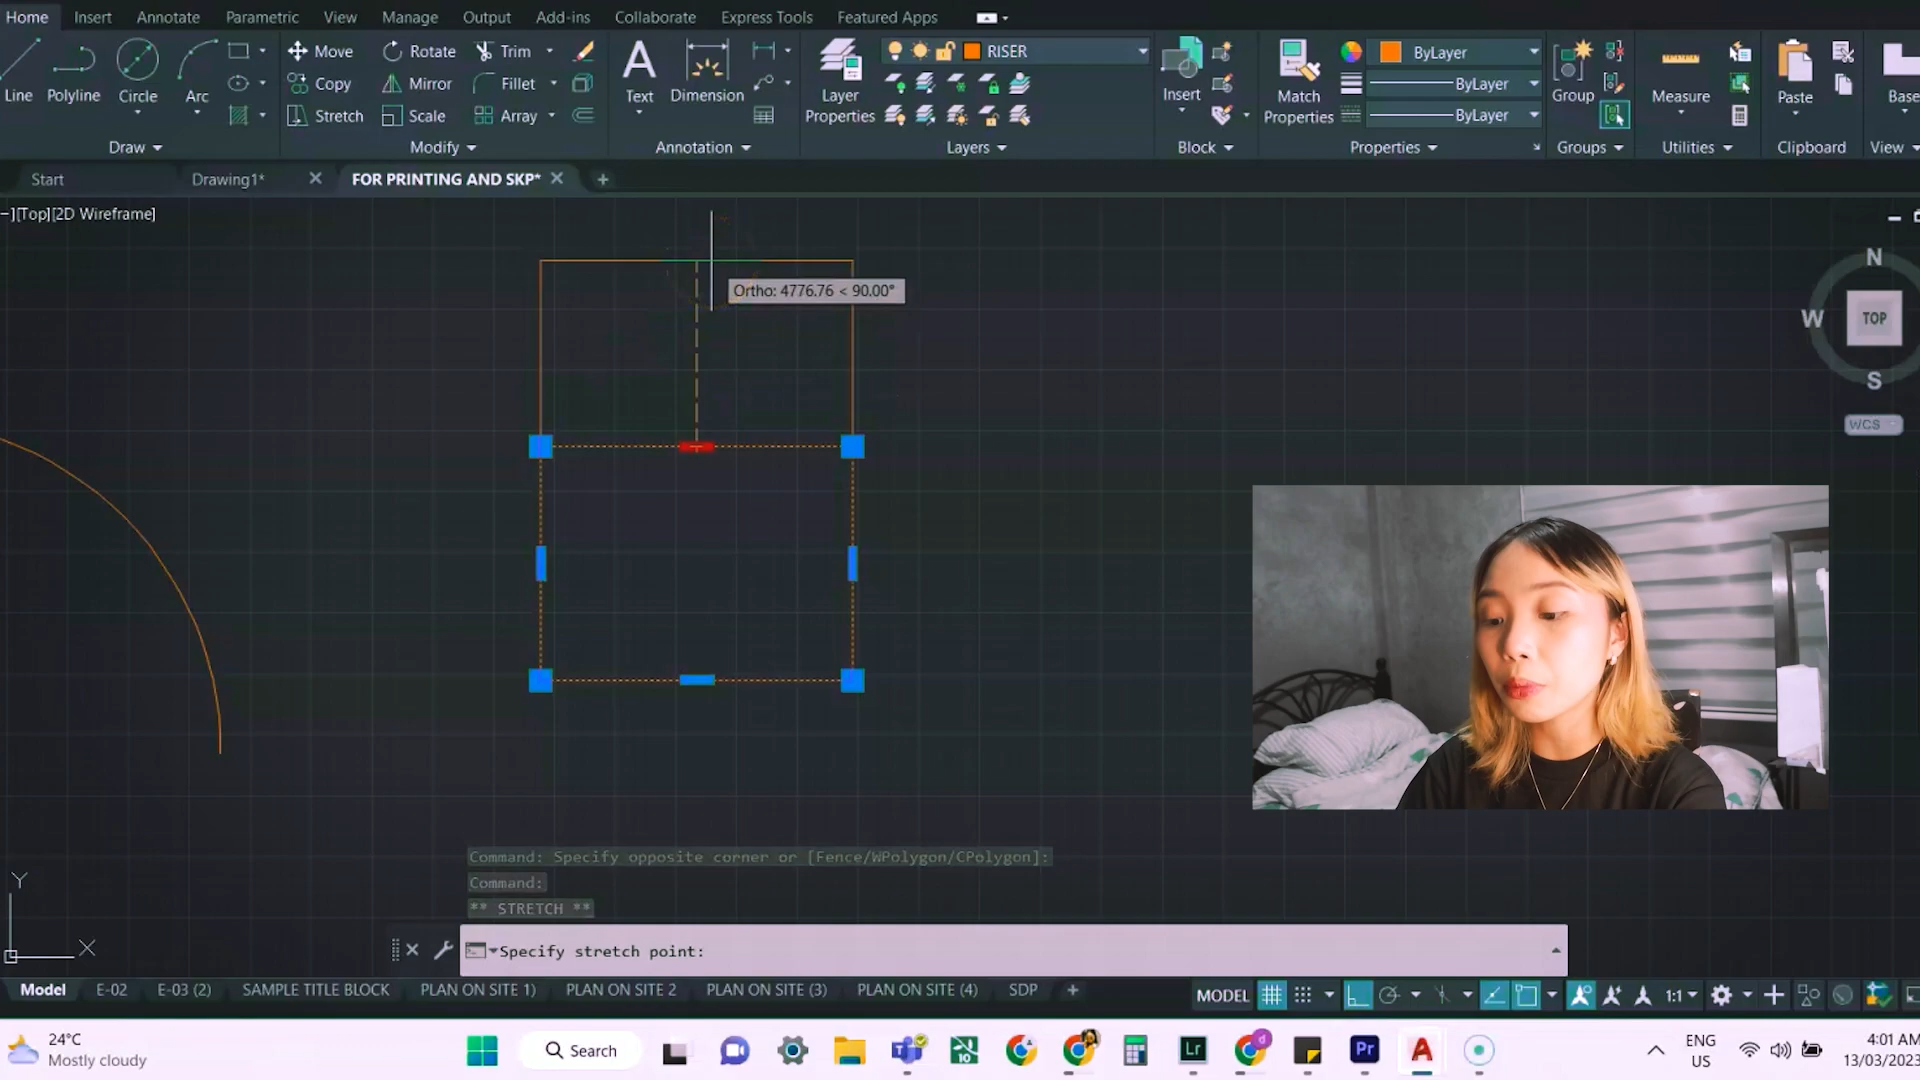 Home Insert Annotate Parametric View Manage Output Add-ins Collaborate Express Tools Featured Apps
Move Rotate Trim RISER ByLayer
Line Polyline Circle Arc Copy Mirror Fillet Text Dimension Layer Properties Insert Match Properties ByLayer Group Measure Paste Base
Stretch Scale Array ByLayer
Draw Modify Annotation Layers Block Properties Groups Utilities Clipboard View
Start Drawing1* FOR PRINTING AND SKP*
−][Top][2D Wireframe]
N
Ortho: 4776.76 < 90.00°
W TOP
S
WCS
Command: Specify opposite corner or [Fence/WPolygon/CPolygon]:
Command:
** STRETCH **
Y
X
Specify stretch point:
Model E-02 E-03 (2) SAMPLE TITLE BLOCK PLAN ON SITE 1) PLAN ON SITE 2 PLAN ON SITE (3) PLAN ON SITE (4) SDP MODEL 1:1
24°C
Mostly cloudy
Search
10
Lr
d
Pr
A
ENG
US
4:01 AM
13/03/2023